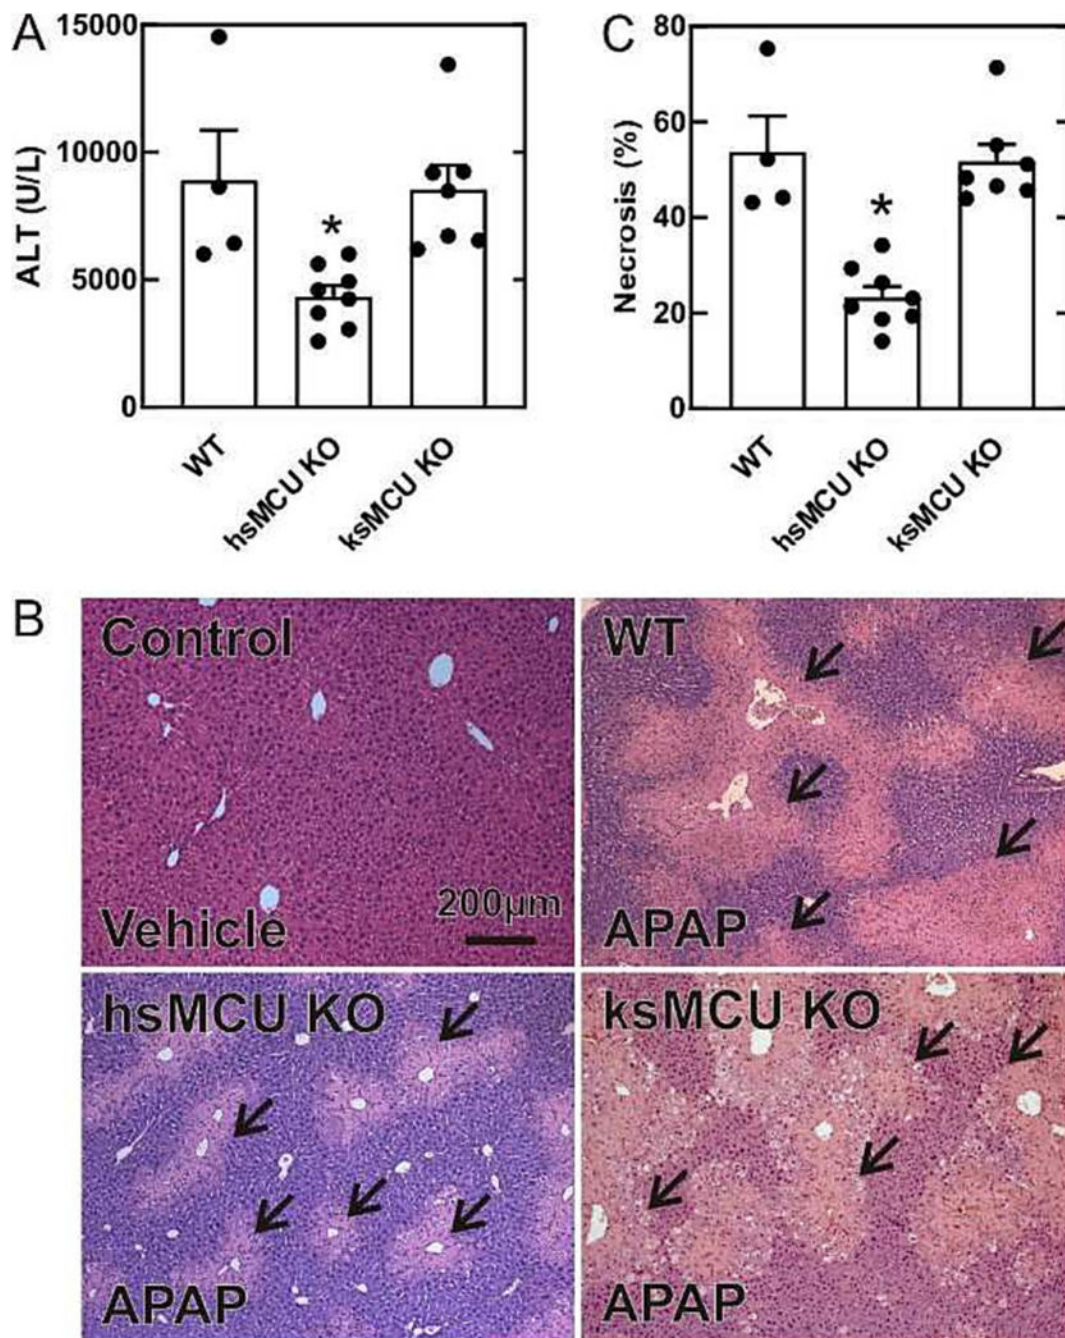 A
ALT (U/L)
15000
10000
5000
0
*
WT
hsMCU KO
ksMCU KO
C
Necrosis (%)
80
60
40
20
0
*
WT
hsMCU KO
ksMCU KO
B
Control
Vehicle
200μm
WT
APAP
hsMCU KO
APAP
ksMCU KO
APAP